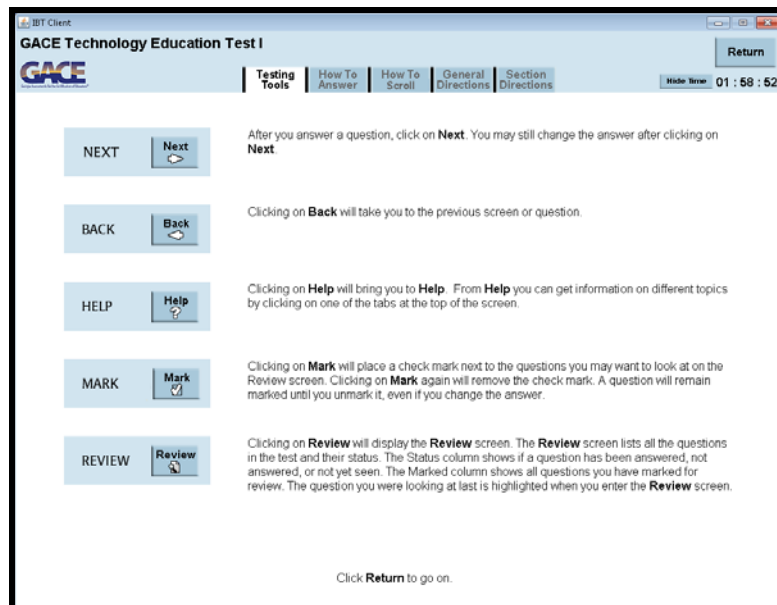 IBT Client
GACE Technology Education Test I
Return
GACE
Testing Tools
How To Answer
How To Scroll
General Directions
Section Directions
Hide Time 01 : 58 : 52
NEXT
Next
After you answer a question, click on Next. You may still change the answer after clicking on
Next.
BACK
Back
Clicking on Back will take you to the previous screen or question.
HELP
Help
Clicking on Help will bring you to Help. From Help you can get information on different topics
by clicking on one of the tabs at the top of the screen.
MARK
Mark
Clicking on Mark will place a check mark next to the questions you may want to look at on the
Review screen. Clicking on Mark again will remove the check mark. A question will remain
marked until you unmark it, even if you change the answer.
REVIEW
Review
Clicking on Review will display the Review screen. The Review screen lists all the questions
in the test and their status. The Status column shows if a question has been answered, not
answered, or not yet seen. The Marked column shows all questions you have marked for
review. The question you were looking at last is highlighted when you enter the Review screen.
Click Return to go on.